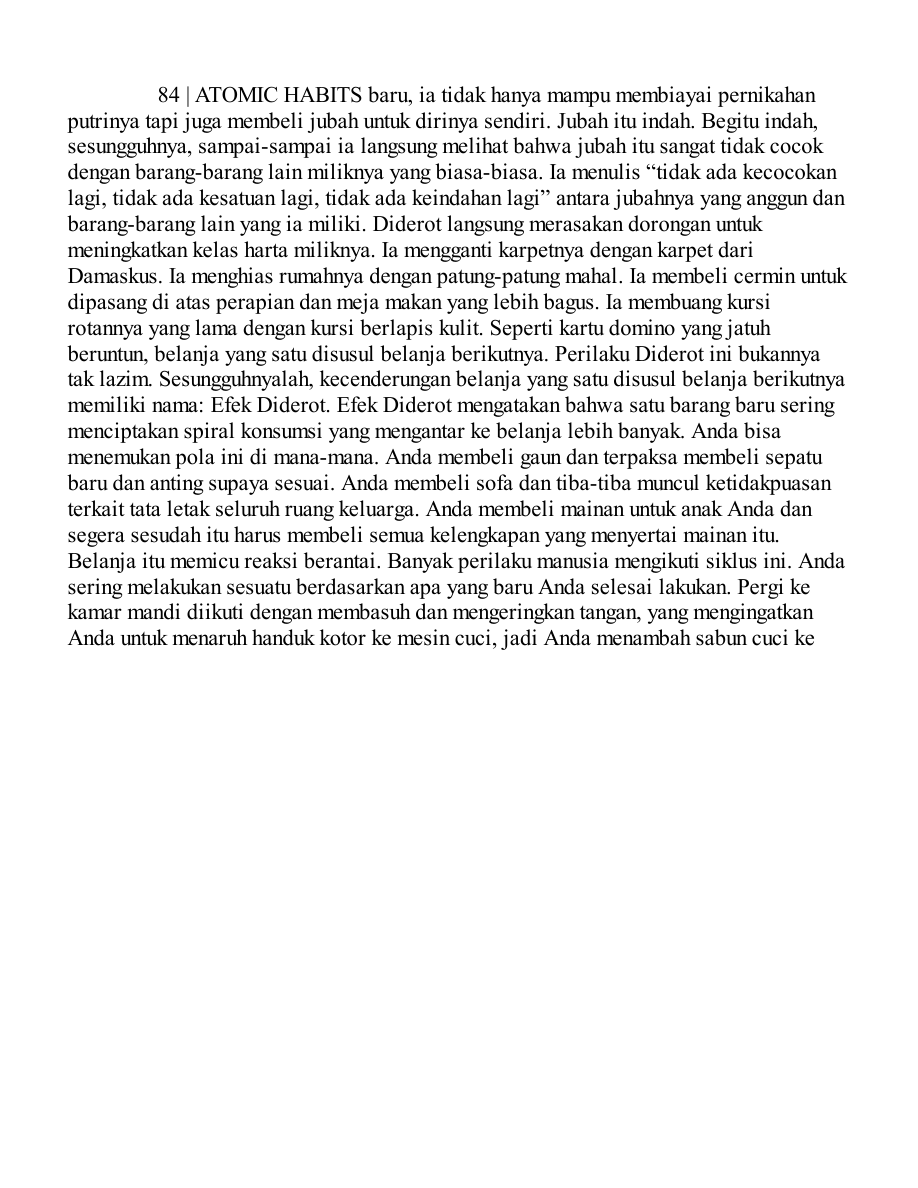 84 | ATOMIC HABITS baru, ia tidak hanya mampu membiayai pernikahan
putrinya tapi juga membeli jubah untuk dirinya sendiri. Jubah itu indah. Begitu indah,
sesungguhnya, sampai-sampai ia langsung melihat bahwa jubah itu sangat tidak cocok
dengan barang-barang lain miliknya yang biasa-biasa. Ia menulis “tidak ada kecocokan
lagi, tidak ada kesatuan lagi, tidak ada keindahan lagi” antara jubahnya yang anggun dan
barang-barang lain yang ia miliki. Diderot langsung merasakan dorongan untuk
meningkatkan kelas harta miliknya. Ia mengganti karpetnya dengan karpet dari
Damaskus. Ia menghias rumahnya dengan patung-patung mahal. Ia membeli cermin untuk
dipasang di atas perapian dan meja makan yang lebih bagus. Ia membuang kursi
rotannya yang lama dengan kursi berlapis kulit. Seperti kartu domino yang jatuh
beruntun, belanja yang satu disusul belanja berikutnya. Perilaku Diderot ini bukannya
tak lazim. Sesungguhnyalah, kecenderungan belanja yang satu disusul belanja berikutnya
memiliki nama: Efek Diderot. Efek Diderot mengatakan bahwa satu barang baru sering
menciptakan spiral konsumsi yang mengantar ke belanja lebih banyak. Anda bisa
menemukan pola ini di mana-mana. Anda membeli gaun dan terpaksa membeli sepatu
baru dan anting supaya sesuai. Anda membeli sofa dan tiba-tiba muncul ketidakpuasan
terkait tata letak seluruh ruang keluarga. Anda membeli mainan untuk anak Anda dan
segera sesudah itu harus membeli semua kelengkapan yang menyertai mainan itu.
Belanja itu memicu reaksi berantai. Banyak perilaku manusia mengikuti siklus ini. Anda
sering melakukan sesuatu berdasarkan apa yang baru Anda selesai lakukan. Pergi ke
kamar mandi diikuti dengan membasuh dan mengeringkan tangan, yang mengingatkan
Anda untuk menaruh handuk kotor ke mesin cuci, jadi Anda menambah sabun cuci ke